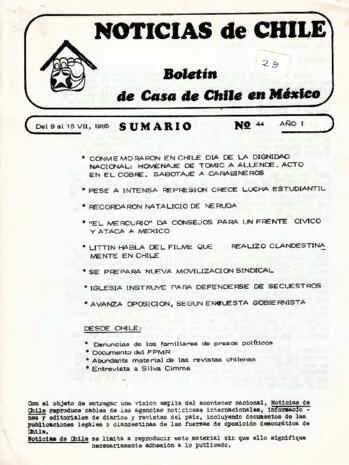 NOTICIAS de CHILE
29
Boletín
de Casa de Chile en México
Del 9 al 15 VII, 1985 SUMARIO Nº 44 AÑO I
* CONMEMORARON EN CHILE DIA DE LA DIGNIDAD
NACIONAL: HOMENAJE DE TOMIC A ALLENDE, ACTO
EN EL COBRE, SABOTAJE A CARABINEROS
* PESE A INTENSA REPRESION CRECE LUCHA ESTUDIANTIL
* RECORDARON NATALICIO DE NERUDA
* "EL MERCURIO" DA CONSEJOS PARA UN FRENTE CIVICO
Y ATACA A MEXICO
* LITTIN HABLA DEL FILME QUE REALIZO CLANDESTINA
MENTE EN CHILE
* SE PREPARA NUEVA MOVILIZACION SINDICAL
* IGLESIA INSTRUYE PARA DEFENDERSE DE SECUESTROS
* AVANZA OPOSICION, SEGUN ENCUESTA GOBIERNISTA
DESDE CHILE:
* Denuncias de los familiares de presos políticos
* Documento del FPMR
* Abundante material de las revistas chilenas
* Entrevista a Silva Cimma
Con el objeto de entregar una visión amplia del acontecer nacional, Noticias de
Chile reproduce cables de las agencias noticiosas internacionales, informacio -
nes y editoriales de diarios y revistas del país, incluyendo documentos de las
publicaciones legales o clandestinas de las fuerzas de oposición democrática de
Chile.
Noticias de Chile se limita a reproducir este material sin que ello signifique
necesariamente adhesión a lo publicado.